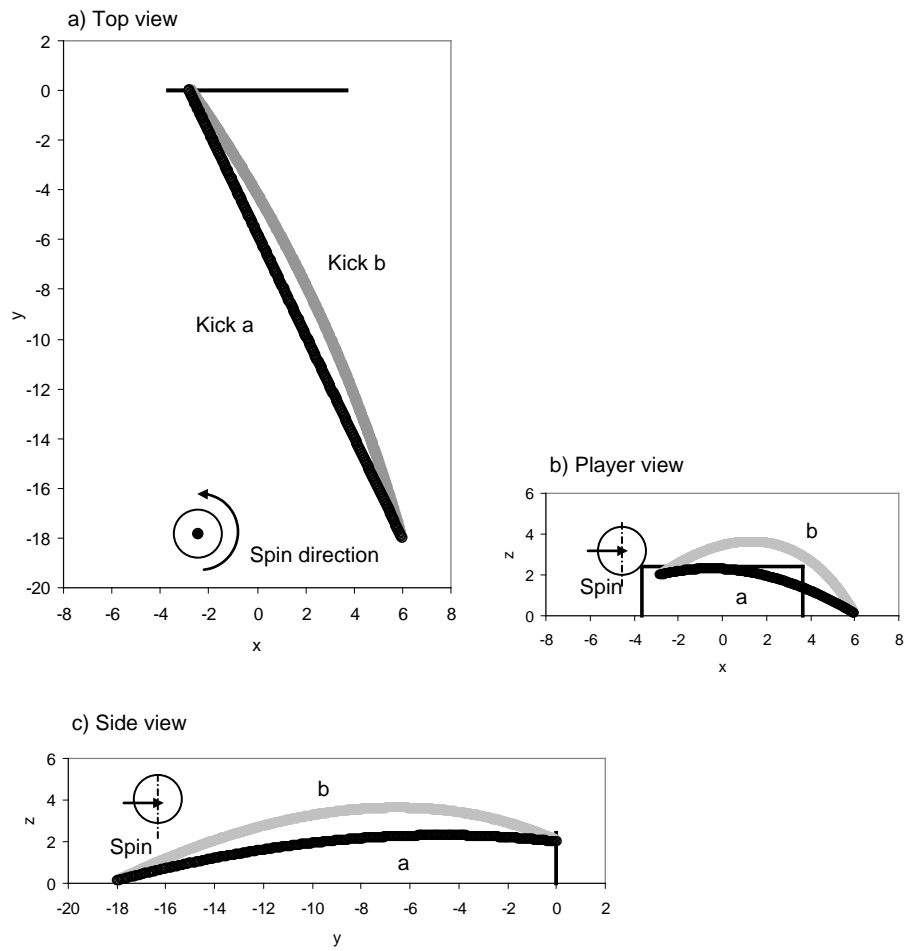 a) Top view
2
0
-2
-4
-6
-8
-10
-12
-14
-16
-18
-20
y
Kick b
Kick a
Spin direction
-8 -6 -4 -2 0 2 4 6 8
x
b) Player view
6
4
2
0
z
b
Spin
a
-8 -6 -4 -2 0 2 4 6 8
x
c) Side view
6
4
2
0
z
b
Spin
a
-20 -18 -16 -14 -12 -10 -8 -6 -4 -2 0 2
y